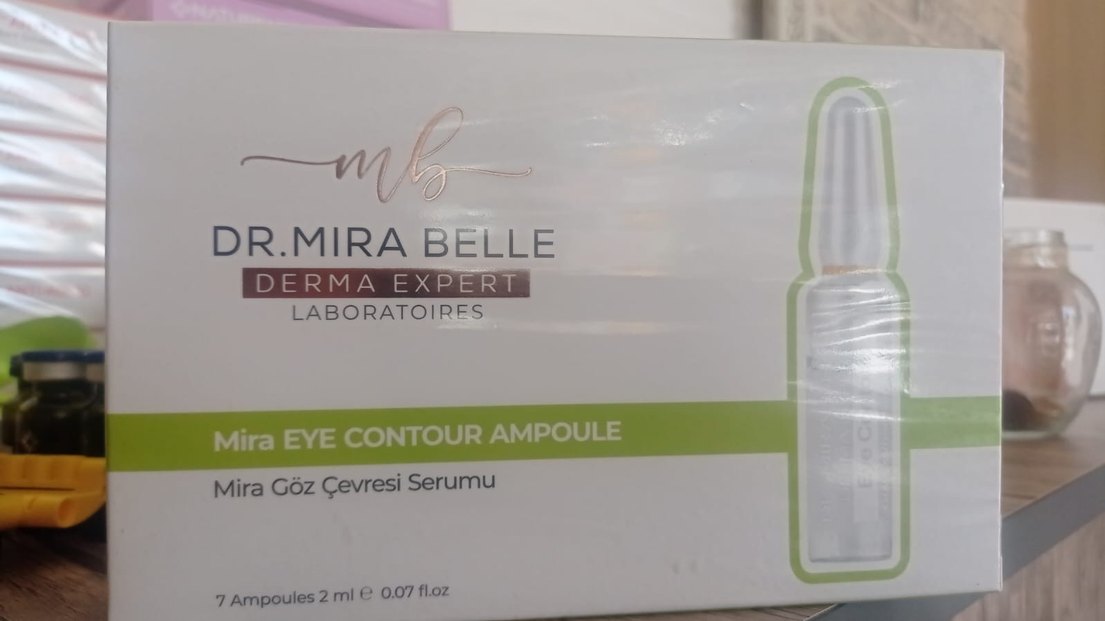 mb
DR.MIRA BELLE
DERMA EXPERT
LABORATOIRES
Mira EYE CONTOUR AMPOULE
Mira Göz Çevresi Serumu
7 Ampoules 2 ml ℮ 0.07 fl.oz